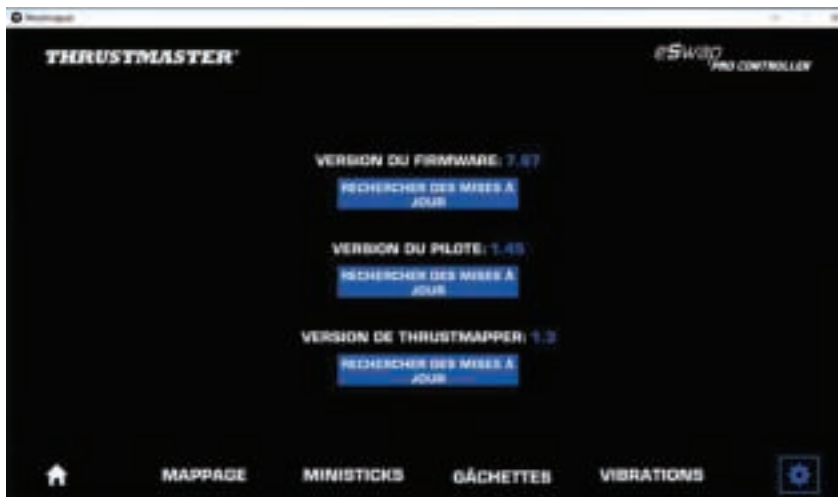 THRUSTMASTER®
eSwap
PRO CONTROLLER
VERSION DU FIRMWARE: 7.67
RECHERCHER DES MISES À
JOUR
VERSION DU PILOTE: 1.45
RECHERCHER DES MISES À
JOUR
VERSION DE THRUSTMAPPER: 1.3
RECHERCHER DES MISES À
JOUR
MAPPAGE MINISTICKS GÂCHETTES VIBRATIONS